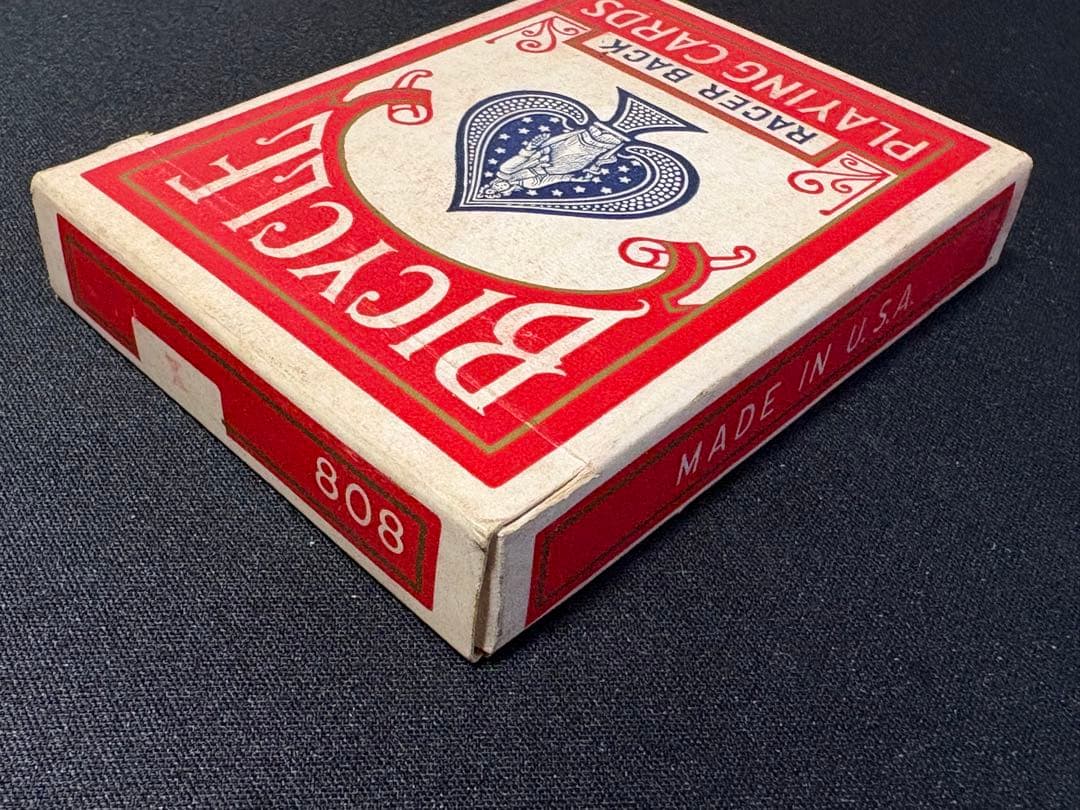 BICYCLE
RACER BACK
PLAYING CARDS
808
MADE IN U.S.A.